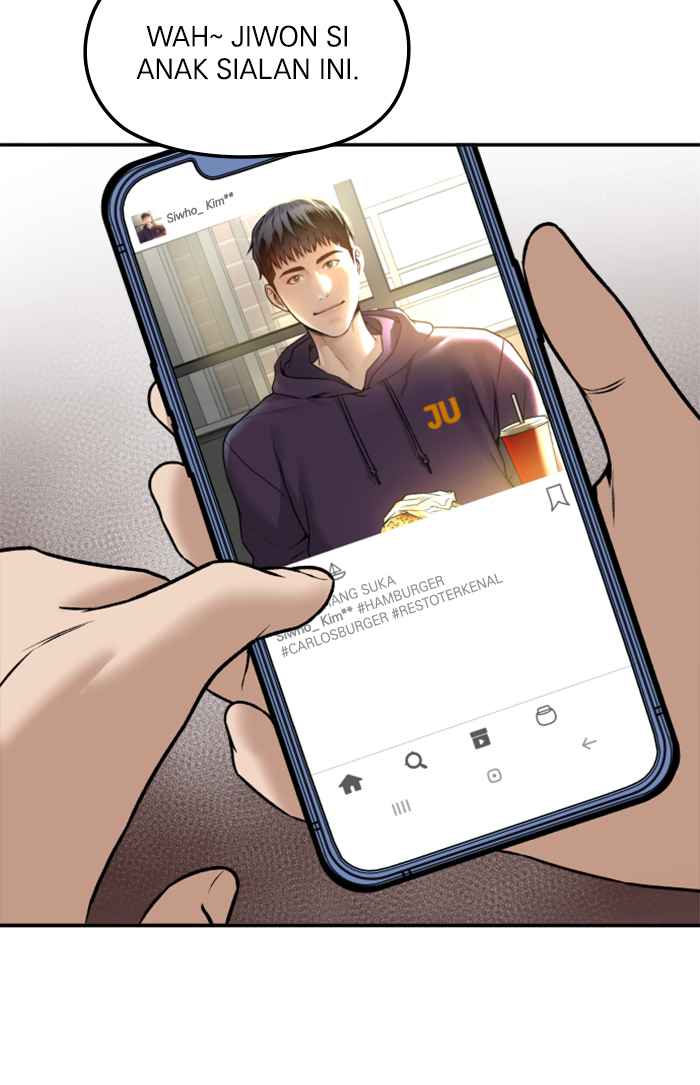 WAH~ JIWON SI
ANAK SIALAN INI.
Siwho_ Kim**
JU
ANG SUKA
Siwho_ Kim** #HAMBURGER
#CARLOSBURGER #RESTOTERKENAL